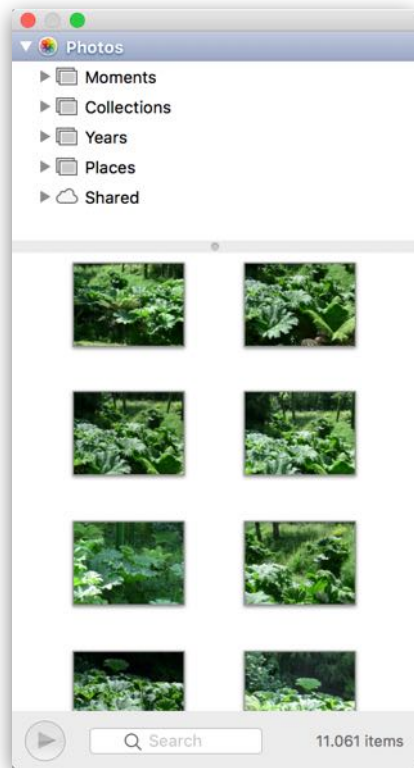 Photos
Moments
Collections
Years
Places
Shared
Search
11.061 items